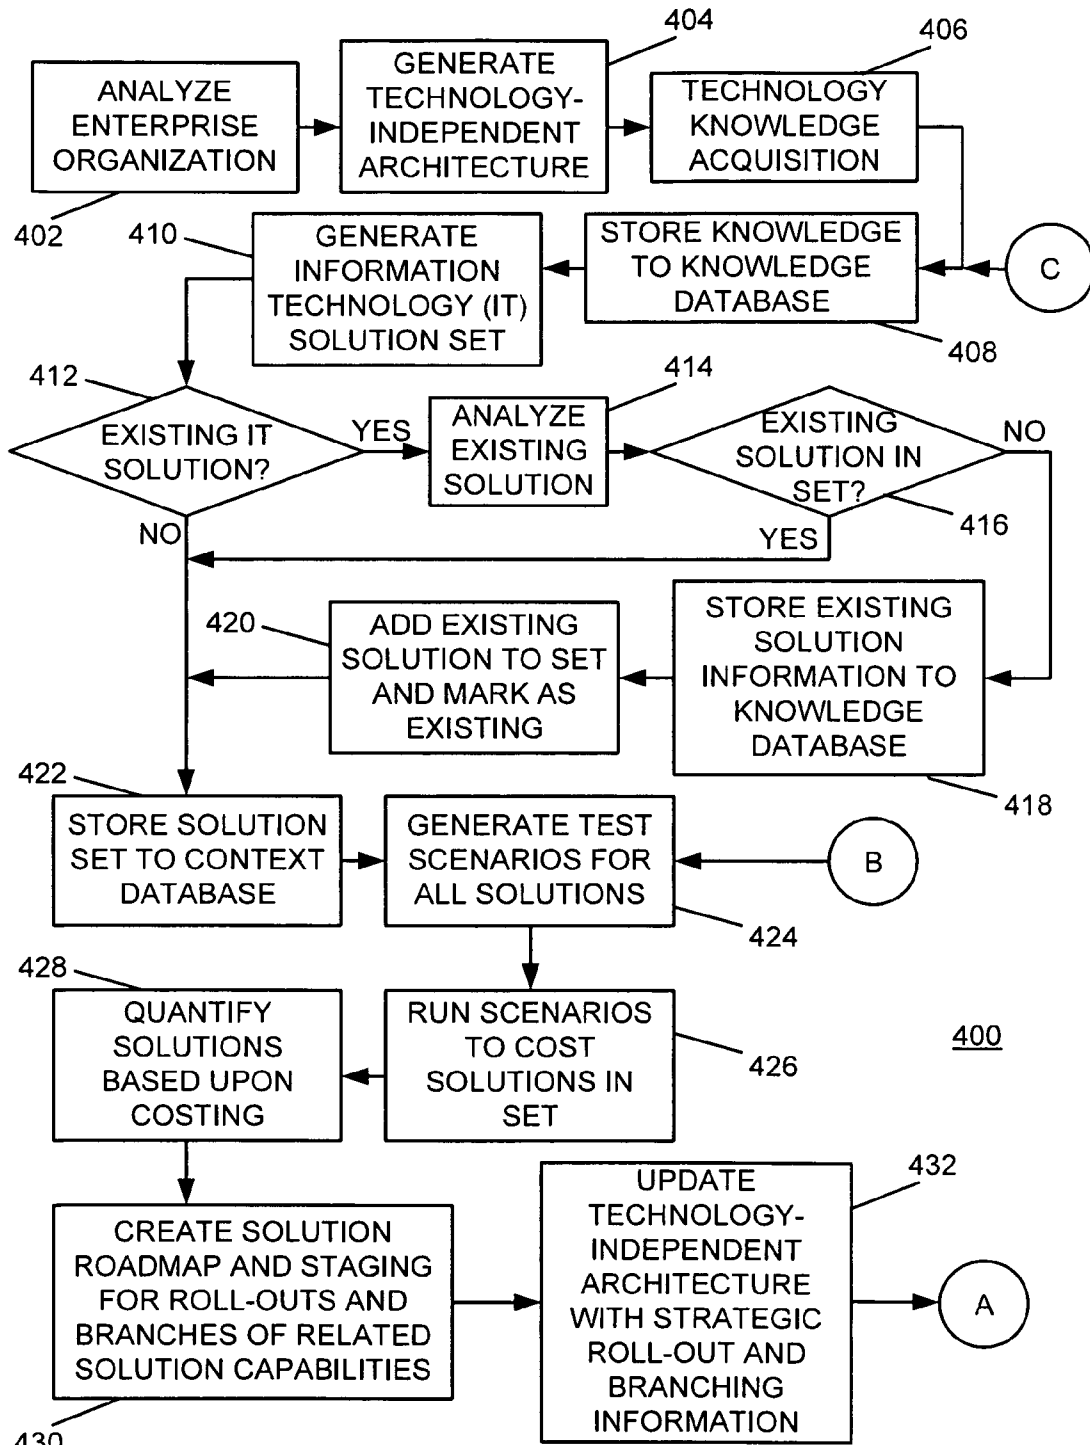 404
406
GENERATE
TECHNOLOGY-
INDEPENDENT
ARCHITECTURE
ANALYZE
ENTERPRISE
ORGANIZATION
TECHNOLOGY
KNOWLEDGE
ACQUISITION
402
410
GENERATE
INFORMATION
TECHNOLOGY (IT)
SOLUTION SET
STORE KNOWLEDGE
TO KNOWLEDGE
DATABASE
C
408
412
414
EXISTING IT
SOLUTION?
YES
ANALYZE
EXISTING
SOLUTION
EXISTING
SOLUTION IN
SET?
NO
416
NO
YES
420
ADD EXISTING
SOLUTION TO SET
AND MARK AS
EXISTING
STORE EXISTING
SOLUTION
INFORMATION TO
KNOWLEDGE
DATABASE
418
422
STORE SOLUTION
SET TO CONTEXT
DATABASE
GENERATE TEST
SCENARIOS FOR
ALL SOLUTIONS
B
424
428
QUANTIFY
SOLUTIONS
BASED UPON
COSTING
RUN SCENARIOS
TO COST
SOLUTIONS IN
SET
426
400
432
CREATE SOLUTION
ROADMAP AND STAGING
FOR ROLL-OUTS AND
BRANCHES OF RELATED
SOLUTION CAPABILITIES
UPDATE
TECHNOLOGY-
INDEPENDENT
ARCHITECTURE
WITH STRATEGIC
ROLL-OUT AND
BRANCHING
INFORMATION
A
430